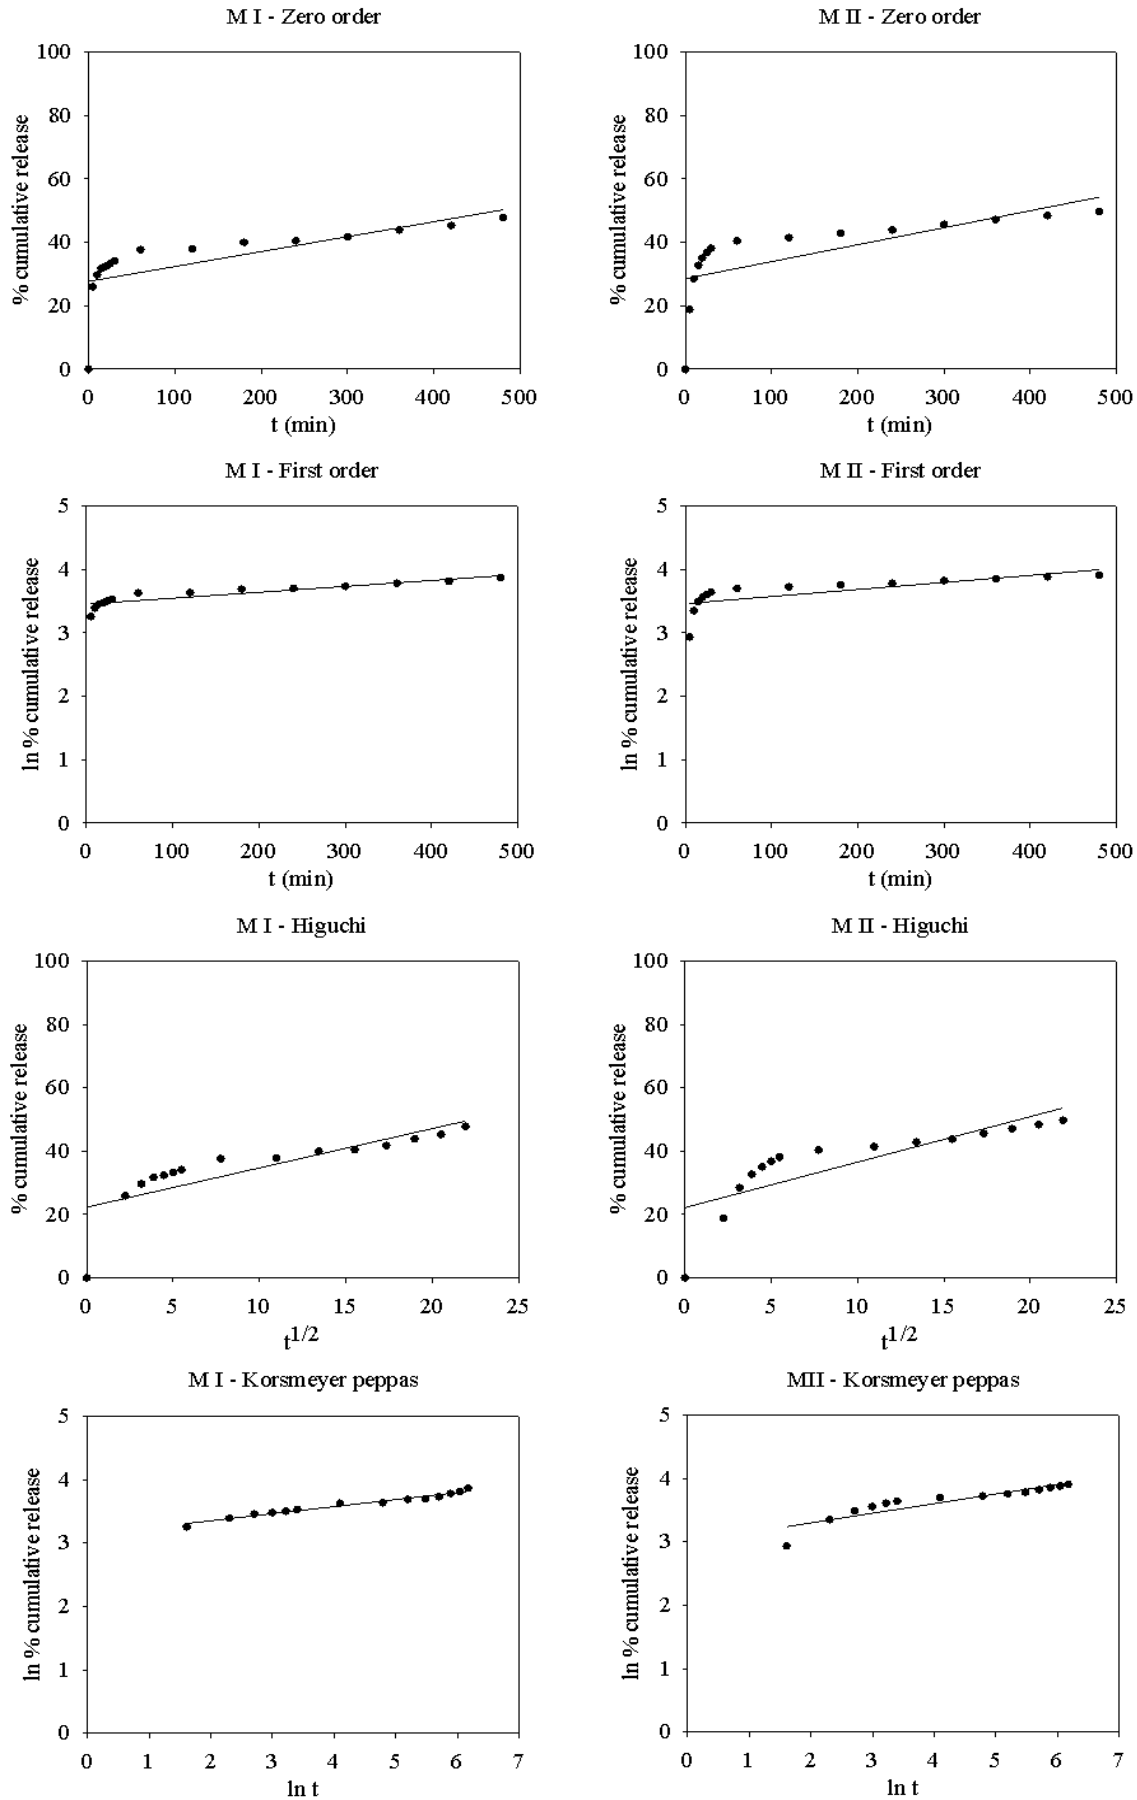 M I - Zero order
M II - Zero order
% cumulative release
100
80
60
40
20
0
0 100 200 300 400 500
t (min)
% cumulative release
100
80
60
40
20
0
0 100 200 300 400 500
t (min)
M I - First order
M II - First order
ln % cumulative release
5
4
3
2
1
0
0 100 200 300 400 500
t (min)
ln % cumulative release
5
4
3
2
1
0
0 100 200 300 400 500
t (min)
M I - Higuchi
M II - Higuchi
% cumulative release
100
80
60
40
20
0
0 5 10 15 20 25
t1/2
% cumulative release
100
80
60
40
20
0
0 5 10 15 20 25
t1/2
M I - Korsmeyer peppas
MII - Korsmeyer peppas
ln % cumulative release
5
4
3
2
1
0
0 1 2 3 4 5 6 7
ln t
ln % cumulative release
5
4
3
2
1
0
0 1 2 3 4 5 6 7
ln t